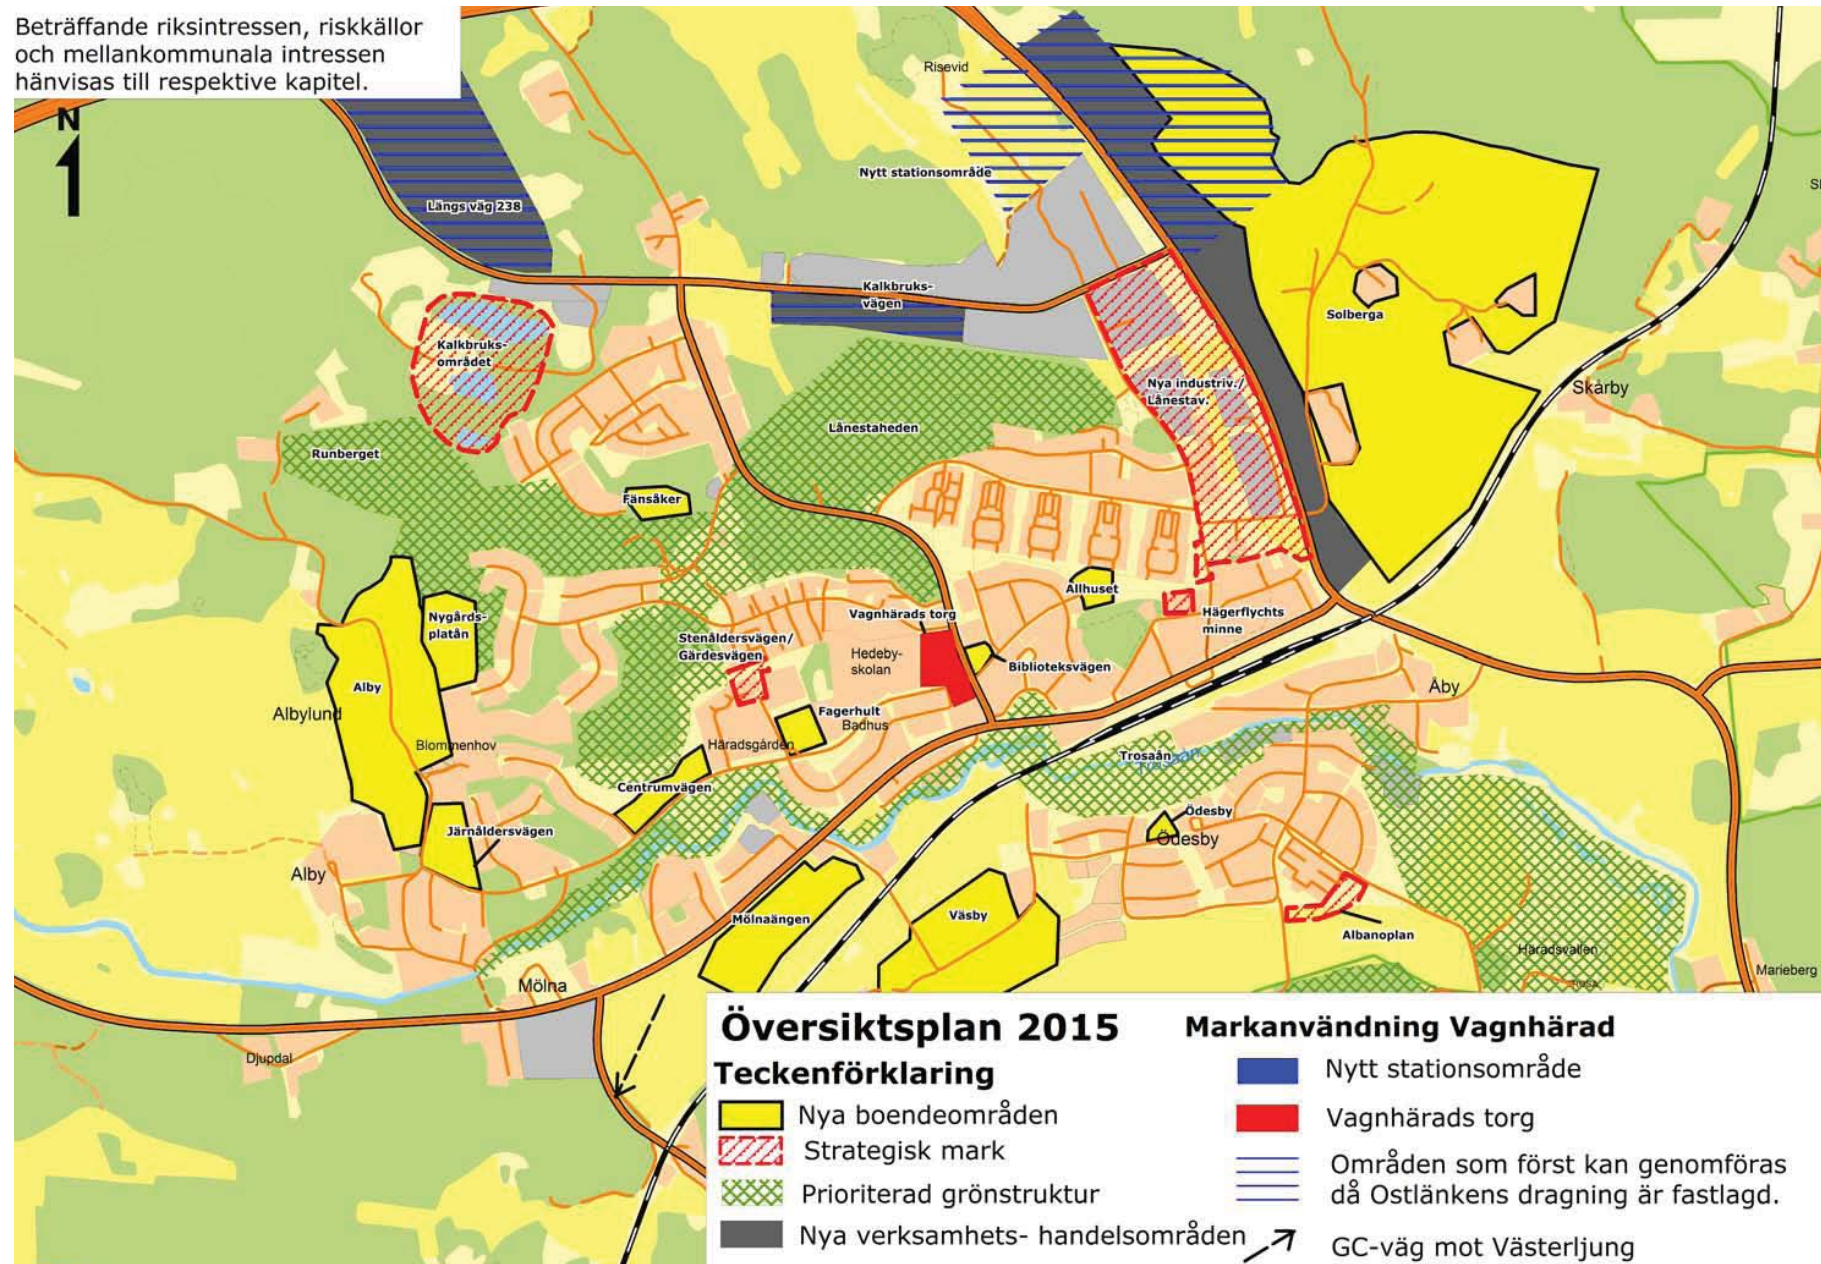 Beträffande riksintressen, riskkällor
och mellankommunala intressen
hänvisas till respektive kapitel.
N
Risevid
Nytt stationsområde
Längs väg 238
Kalkbruks-
vägen
Solberga
Kalkbruks-
området
Nya industriv./
Lånestav.
Skårby
Lånestaheden
Runberget
Fänsåker
Allhuset
Nygårds-
platån
Vagnhärads torg
Hägerflychts
minne
Stenåldersvägen/
Gärdesvägen
Hedeby-
skolan
Biblioteksvägen
Alby
Albylund
Åby
Fagerhult
Badhus
Blommenhov
Häradsgården
Trosaån
Trosaån
Centrumvägen
Järnåldersvägen
Ödesby
Ödesby
Alby
Mölnaängen
Väsby
Albanoplan
Häradsvallen
Marieberg
Mölna
Djupdal
Översiktsplan 2015
Teckenförklaring
Nya boendeområden
Strategisk mark
Prioriterad grönstruktur
Nya verksamhets- handelsområden
Markanvändning Vagnhärad
Nytt stationsområde
Vagnhärads torg
Områden som först kan genomföras
då Ostlänkens dragning är fastlagd.
GC-väg mot Västerljung